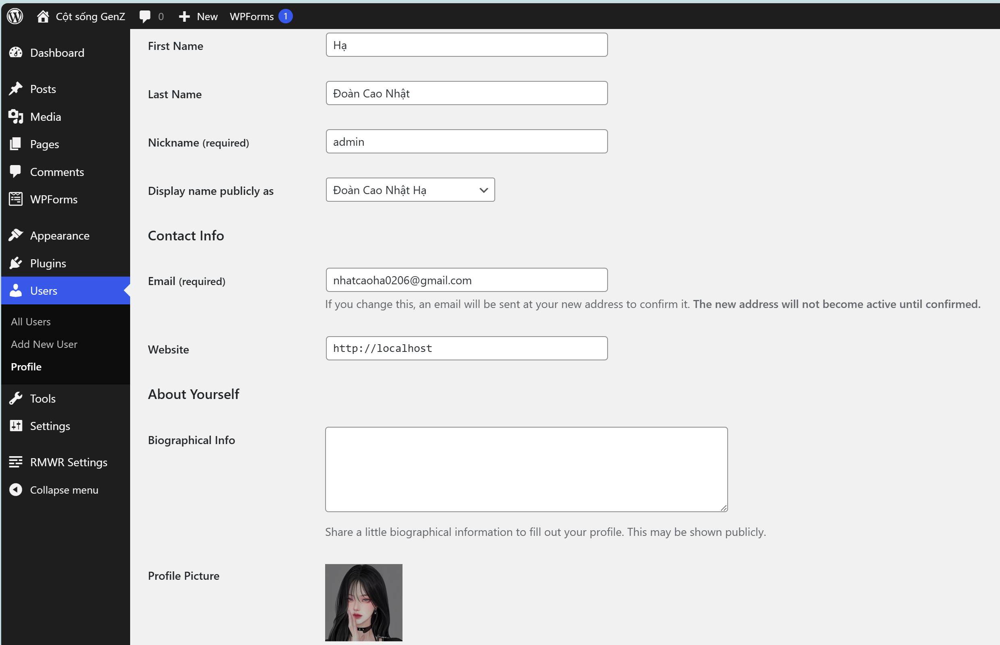 Cột sống GenZ 0 New WPForms 1
Dashboard
Posts
Media
Pages
Comments
WPForms
Appearance
Plugins
Users
All Users
Add New User
Profile
Tools
Settings
RMWR Settings
Collapse menu
First Name
Hạ
Last Name
Đoàn Cao Nhật
Nickname (required)
admin
Display name publicly as
Đoàn Cao Nhật Hạ
Contact Info
Email (required)
nhatcaoha0206@gmail.com
If you change this, an email will be sent at your new address to confirm it. The new address will not become active until confirmed.
Website
http://localhost
About Yourself
Biographical Info
Share a little biographical information to fill out your profile. This may be shown publicly.
Profile Picture